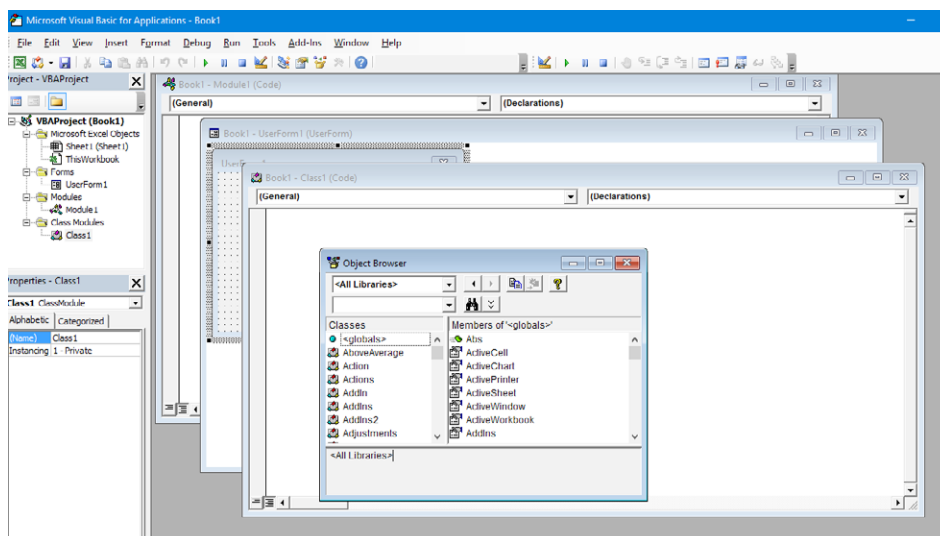 Microsoft Visual Basic for Applications - Book1
File Edit View Insert Format Debug Run Tools Add-Ins Window Help
roject - VBAProject
VBAProject (Book1)
Microsoft Excel Objects
Sheet1 (Sheet1)
ThisWorkbook
Forms
UserForm1
Modules
Module1
Class Modules
Class1
roperties - Class1
Class1 ClassModule
Alphabetic Categorized
(Name) Class1
Instancing 1 - Private
Book1 - Module1 (Code)
(General) (Declarations)
Book1 - UserForm1 (UserForm)
Book1 - Class1 (Code)
(General) (Declarations)
Object Browser
<All Libraries>
Classes Members of '<globals>'
<globals> Abs
AboveAverage ActiveCell
Action ActiveChart
Actions ActivePrinter
AddIn ActiveSheet
AddIns ActiveWindow
AddIns2 ActiveWorkbook
Adjustments AddIns
<All Libraries>